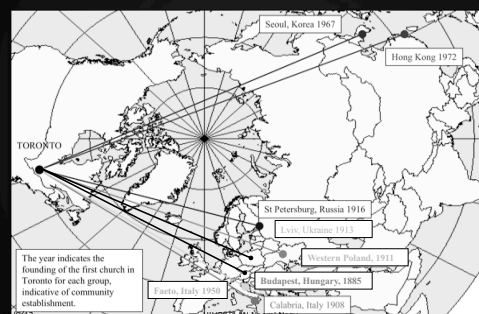 Seoul, Korea 1967
Hong Kong 1972
TORONTO
St Petersburg, Russia 1916
Lviv, Ukraine 1913
Western Poland, 1911
Budapest, Hungary, 1885
Faeto, Italy 1950
Calabria, Italy 1908
The year indicates the
founding of the first church in
Toronto for each group,
indicative of community
establishment.